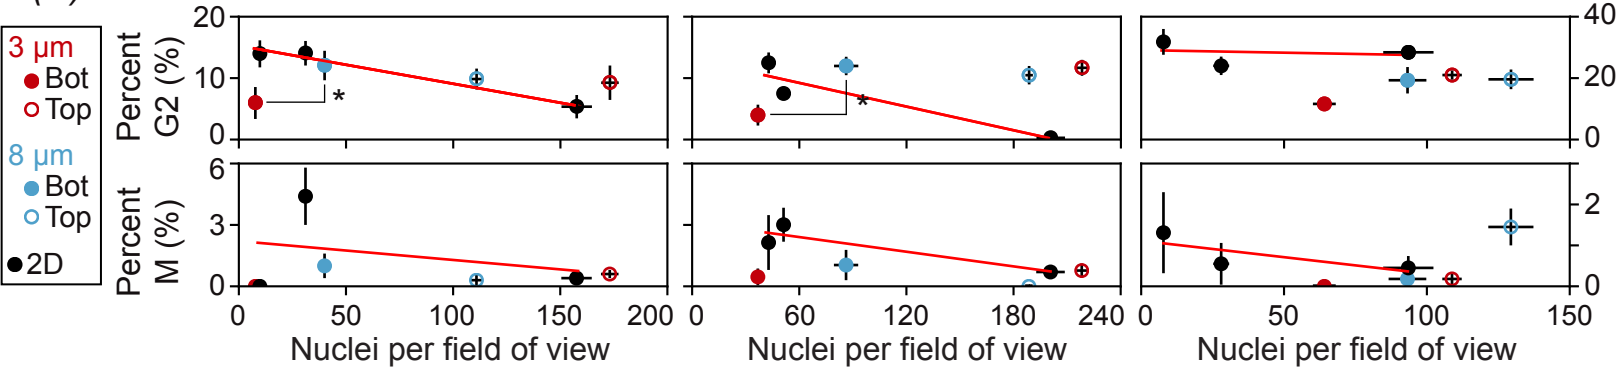 3 µm
Bot
Top
8 µm
Bot
Top
2D
Percent
G2 (%)
20
10
0
*
*
40
20
0
Percent
M (%)
6
3
0
2
0
0 50 100 150 200
0 60 120 180 240
0 50 100 150
Nuclei per field of view
Nuclei per field of view
Nuclei per field of view